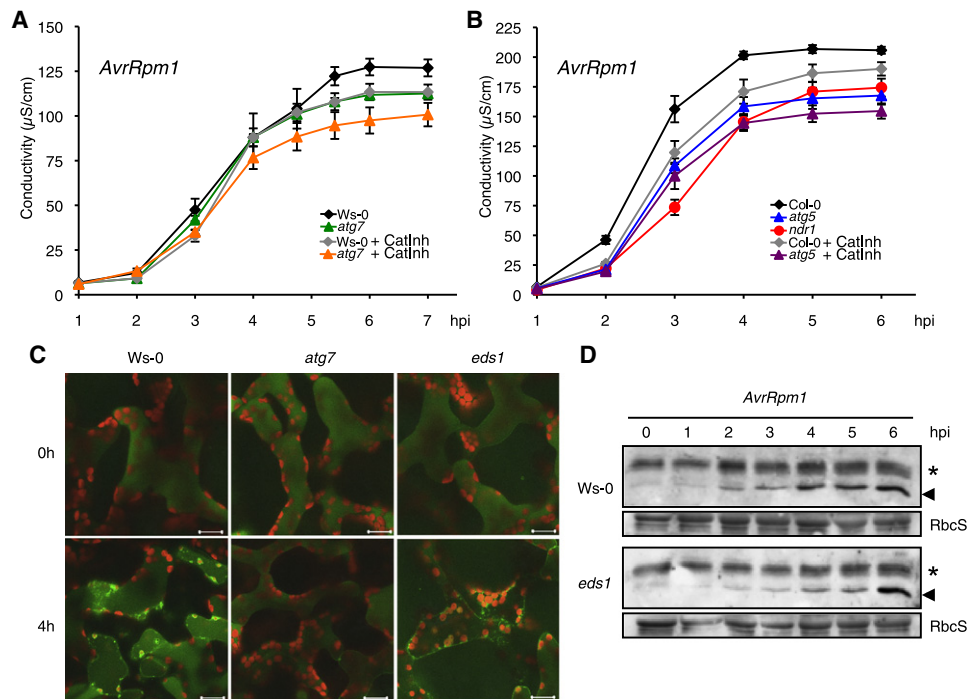 A
AvrRpm1
Conductivity (µS/cm)
150
125
100
75
50
25
0
1 2 3 4 5 6 7 hpi
Ws-0
atg7
Ws-0 + CatInh
atg7 + CatInh
B
AvrRpm1
Conductivity (µS/cm)
225
200
175
150
125
100
75
50
25
0
1 2 3 4 5 6 hpi
Col-0
atg5
ndr1
Col-0 + CatInh
atg5 + CatInh
C
Ws-0 atg7 eds1
0h
4h
D
AvrRpm1
0 1 2 3 4 5 6 hpi
Ws-0
*
RbcS
eds1
*
RbcS